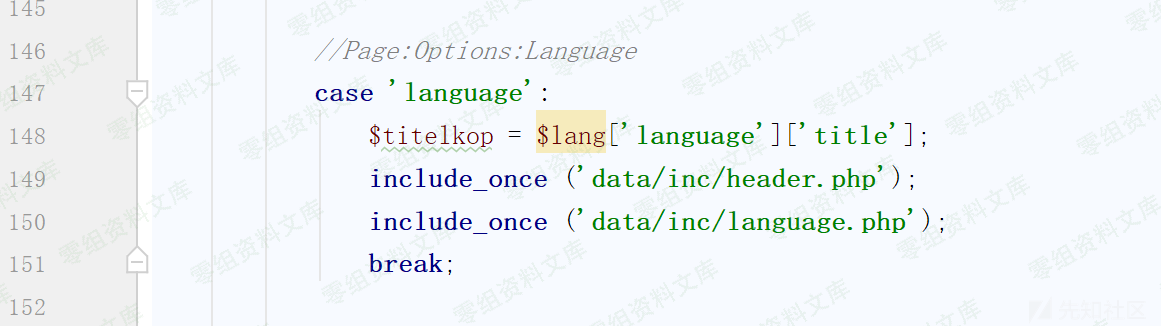 145
146 //Page:Options:Language
147 case 'language':
148 $titelkop = $lang['language']['title'];
149 include_once ('data/inc/header.php');
150 include_once ('data/inc/language.php');
151 break;
152
零组资料文库
先知社区